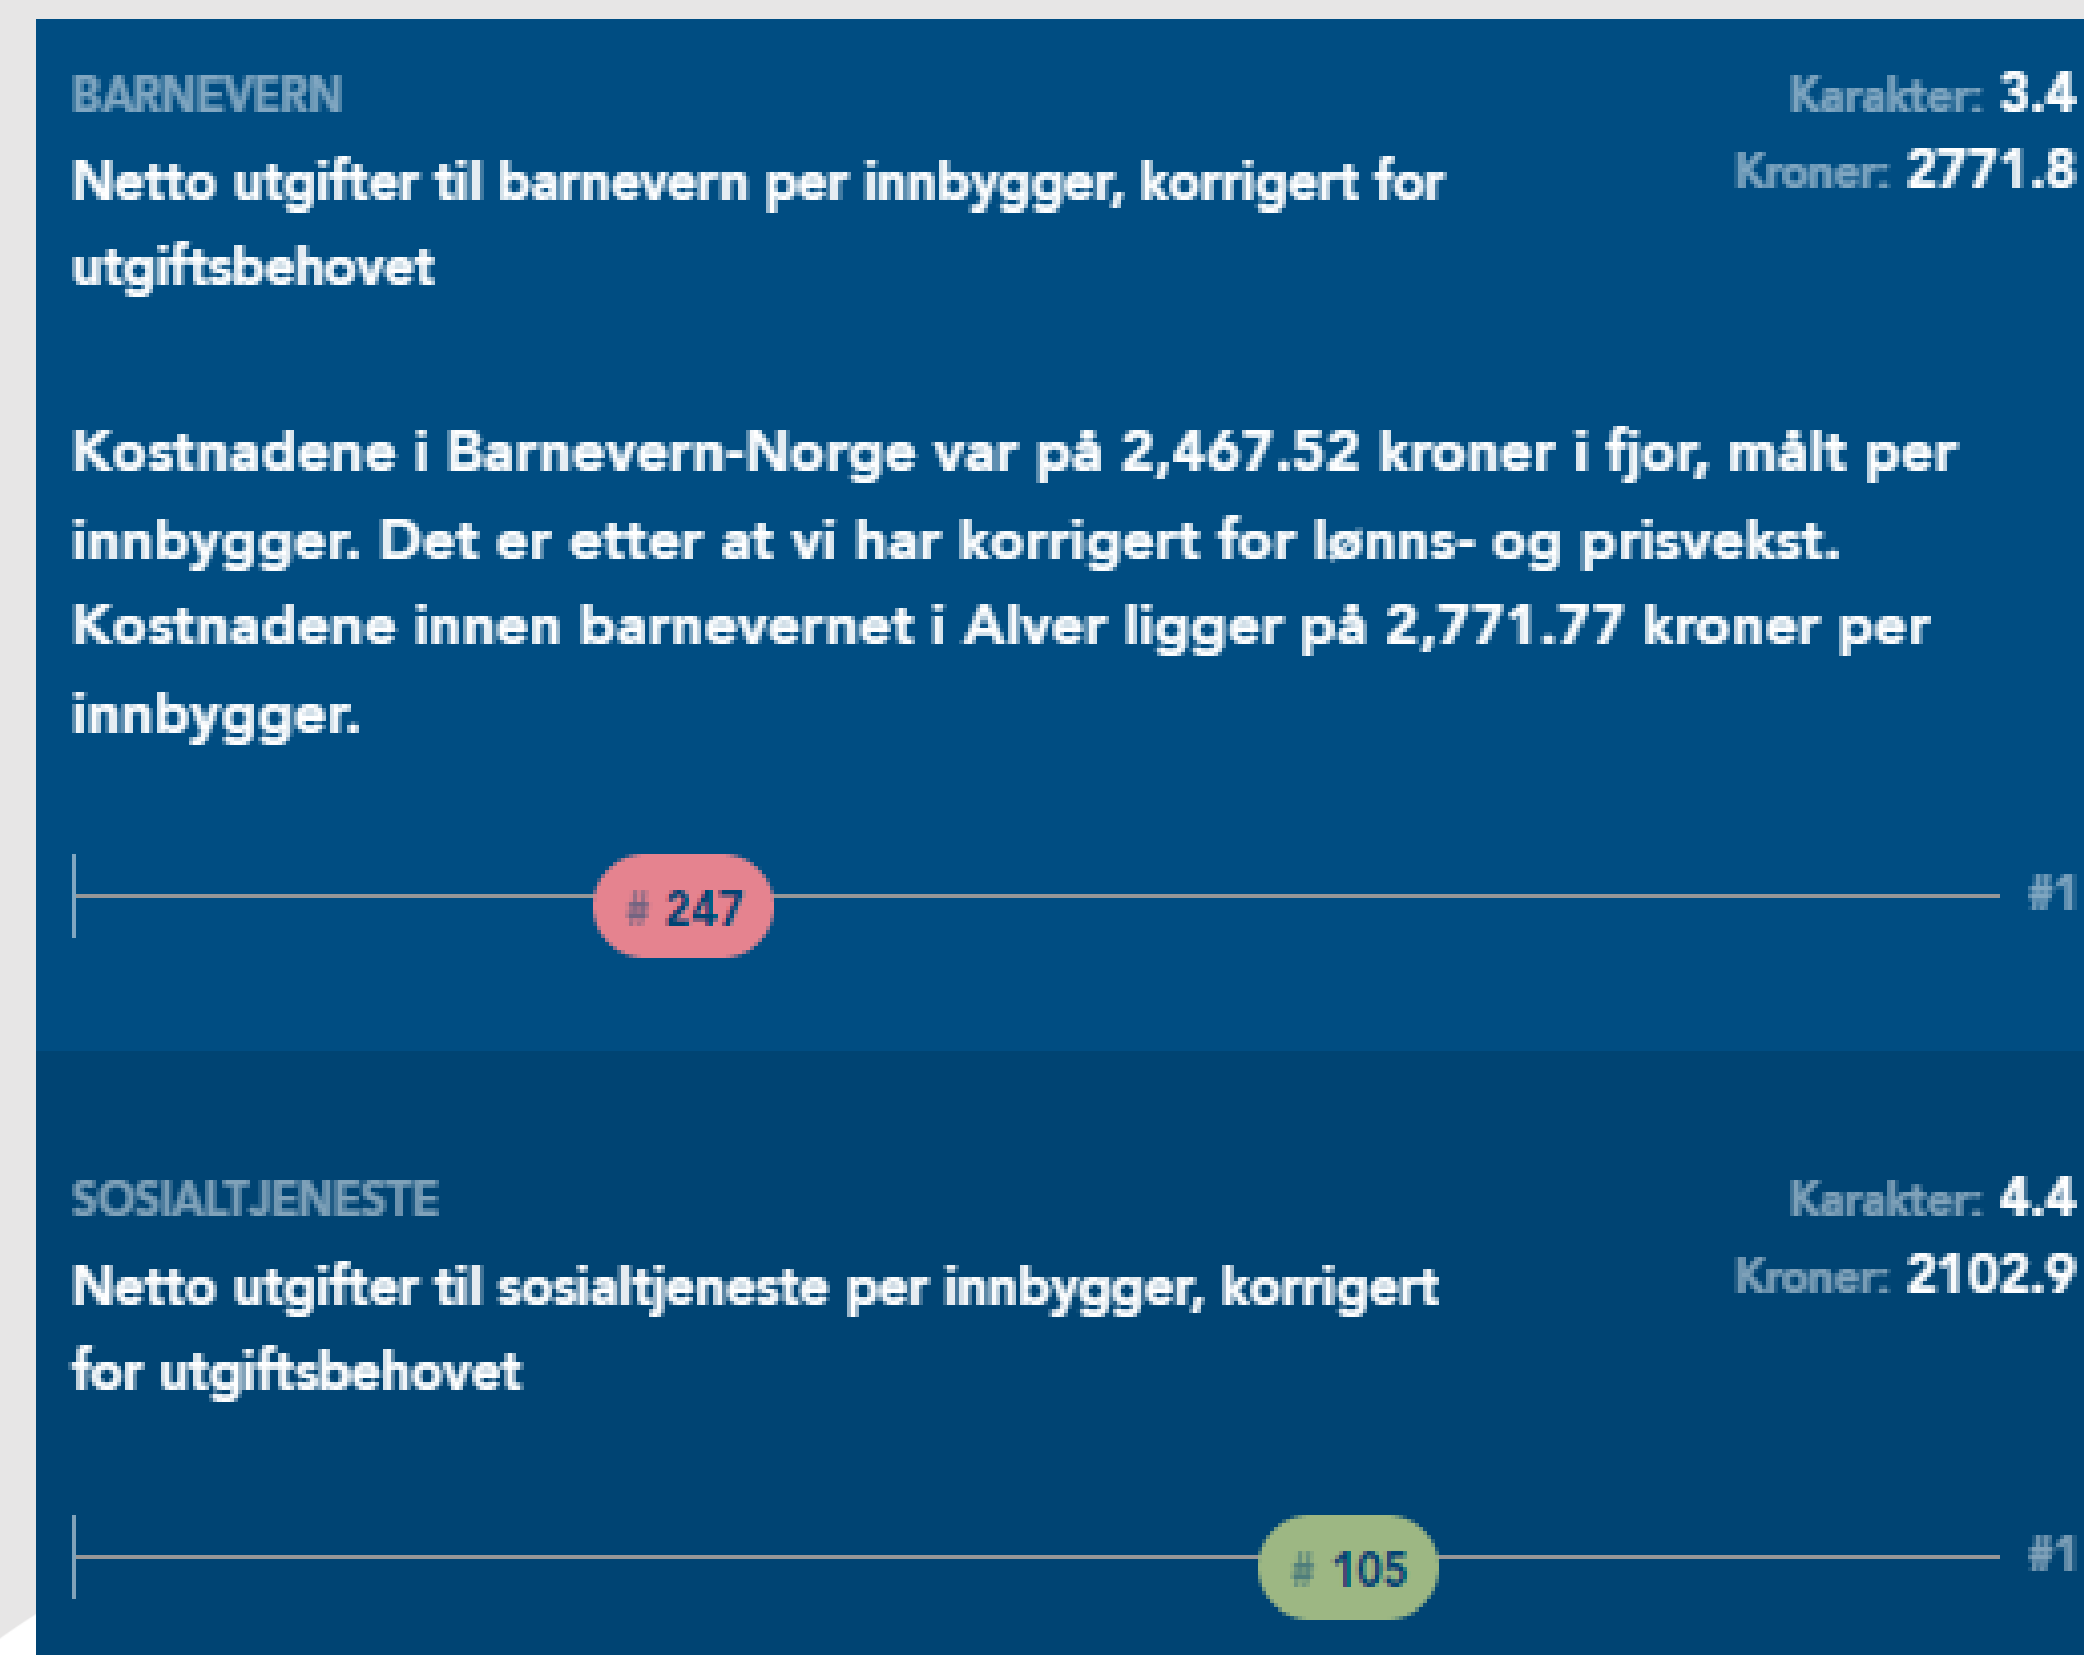 BARNEVERN
Karakter: 3.4
Netto utgifter til barnevern per innbygger, korrigert for
Kroner: 2771.8
utgiftsbehovet
Kostnadene i Barnevern-Norge var på 2,467.52 kroner i fjor, målt per
innbygger. Det er etter at vi har korrigert for lønns- og prisvekst.
Kostnadene innen barnevernet i Alver ligger på 2,771.77 kroner per
innbygger.
# 247
#1
SOSIALTJENESTE
Karakter: 4.4
Netto utgifter til sosialtjeneste per innbygger, korrigert
Kroner: 2102.9
for utgiftsbehovet
# 105
#1